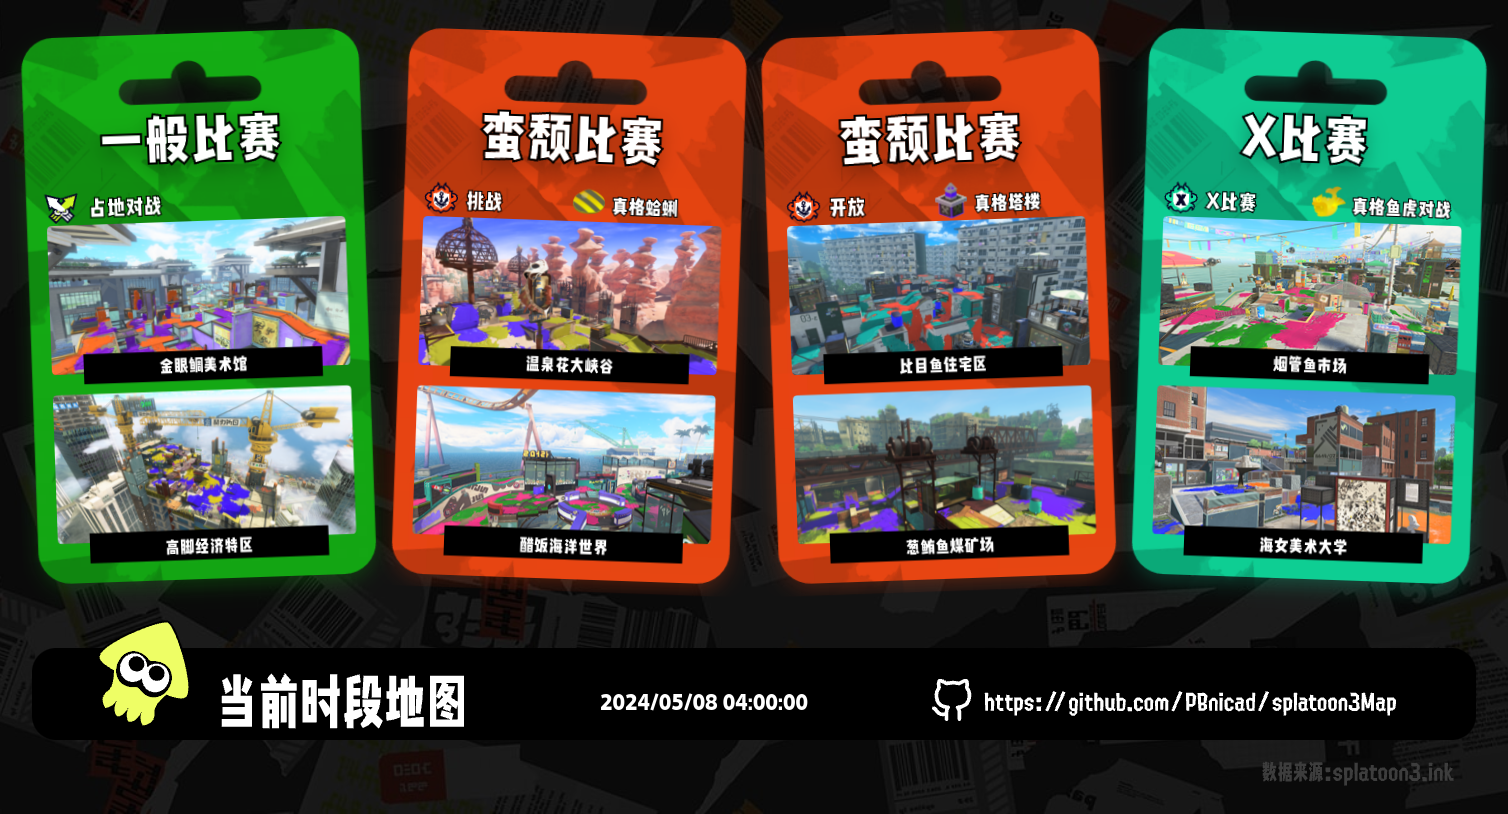 一般比赛
占地对战
金眼鲷美术馆
高脚经济特区
蛮颓比赛
挑战
真格蛤蜊
温泉花大峡谷
醋饭海洋世界
蛮颓比赛
开放
真格塔楼
比目鱼住宅区
葱鲔鱼煤矿场
X比赛
X比赛
真格鱼虎对战
烟管鱼市场
海女美术大学
当前时段地图
2024/05/08 04:00:00
https://github.com/PBnicad/splatoon3Map
数据来源:splatoon3.ink